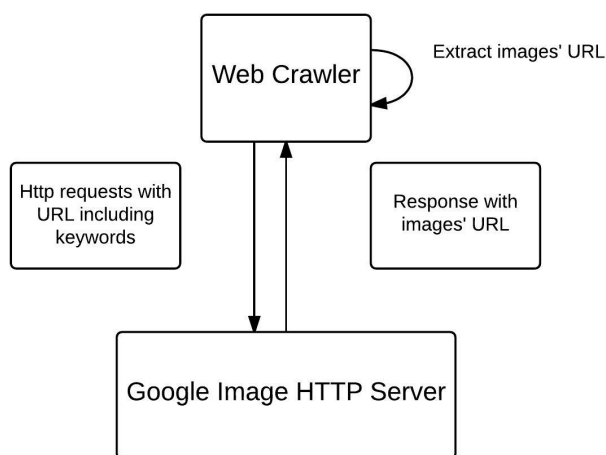 Web Crawler
Extract images' URL
Http requests with
URL including
keywords
Response with
images' URL
Google Image HTTP Server